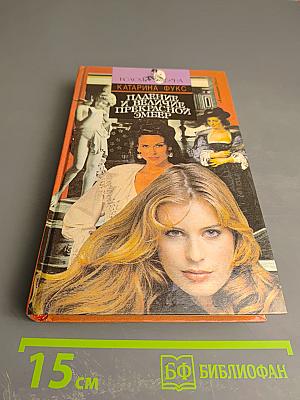 КАТАРИНА ФУКС
ПАДЕНИЕ
И ВЕЛИЧИЕ
ПРЕКРАСНОЙ
ЭМБЕР
15 см
БФ БИБЛИОФАН